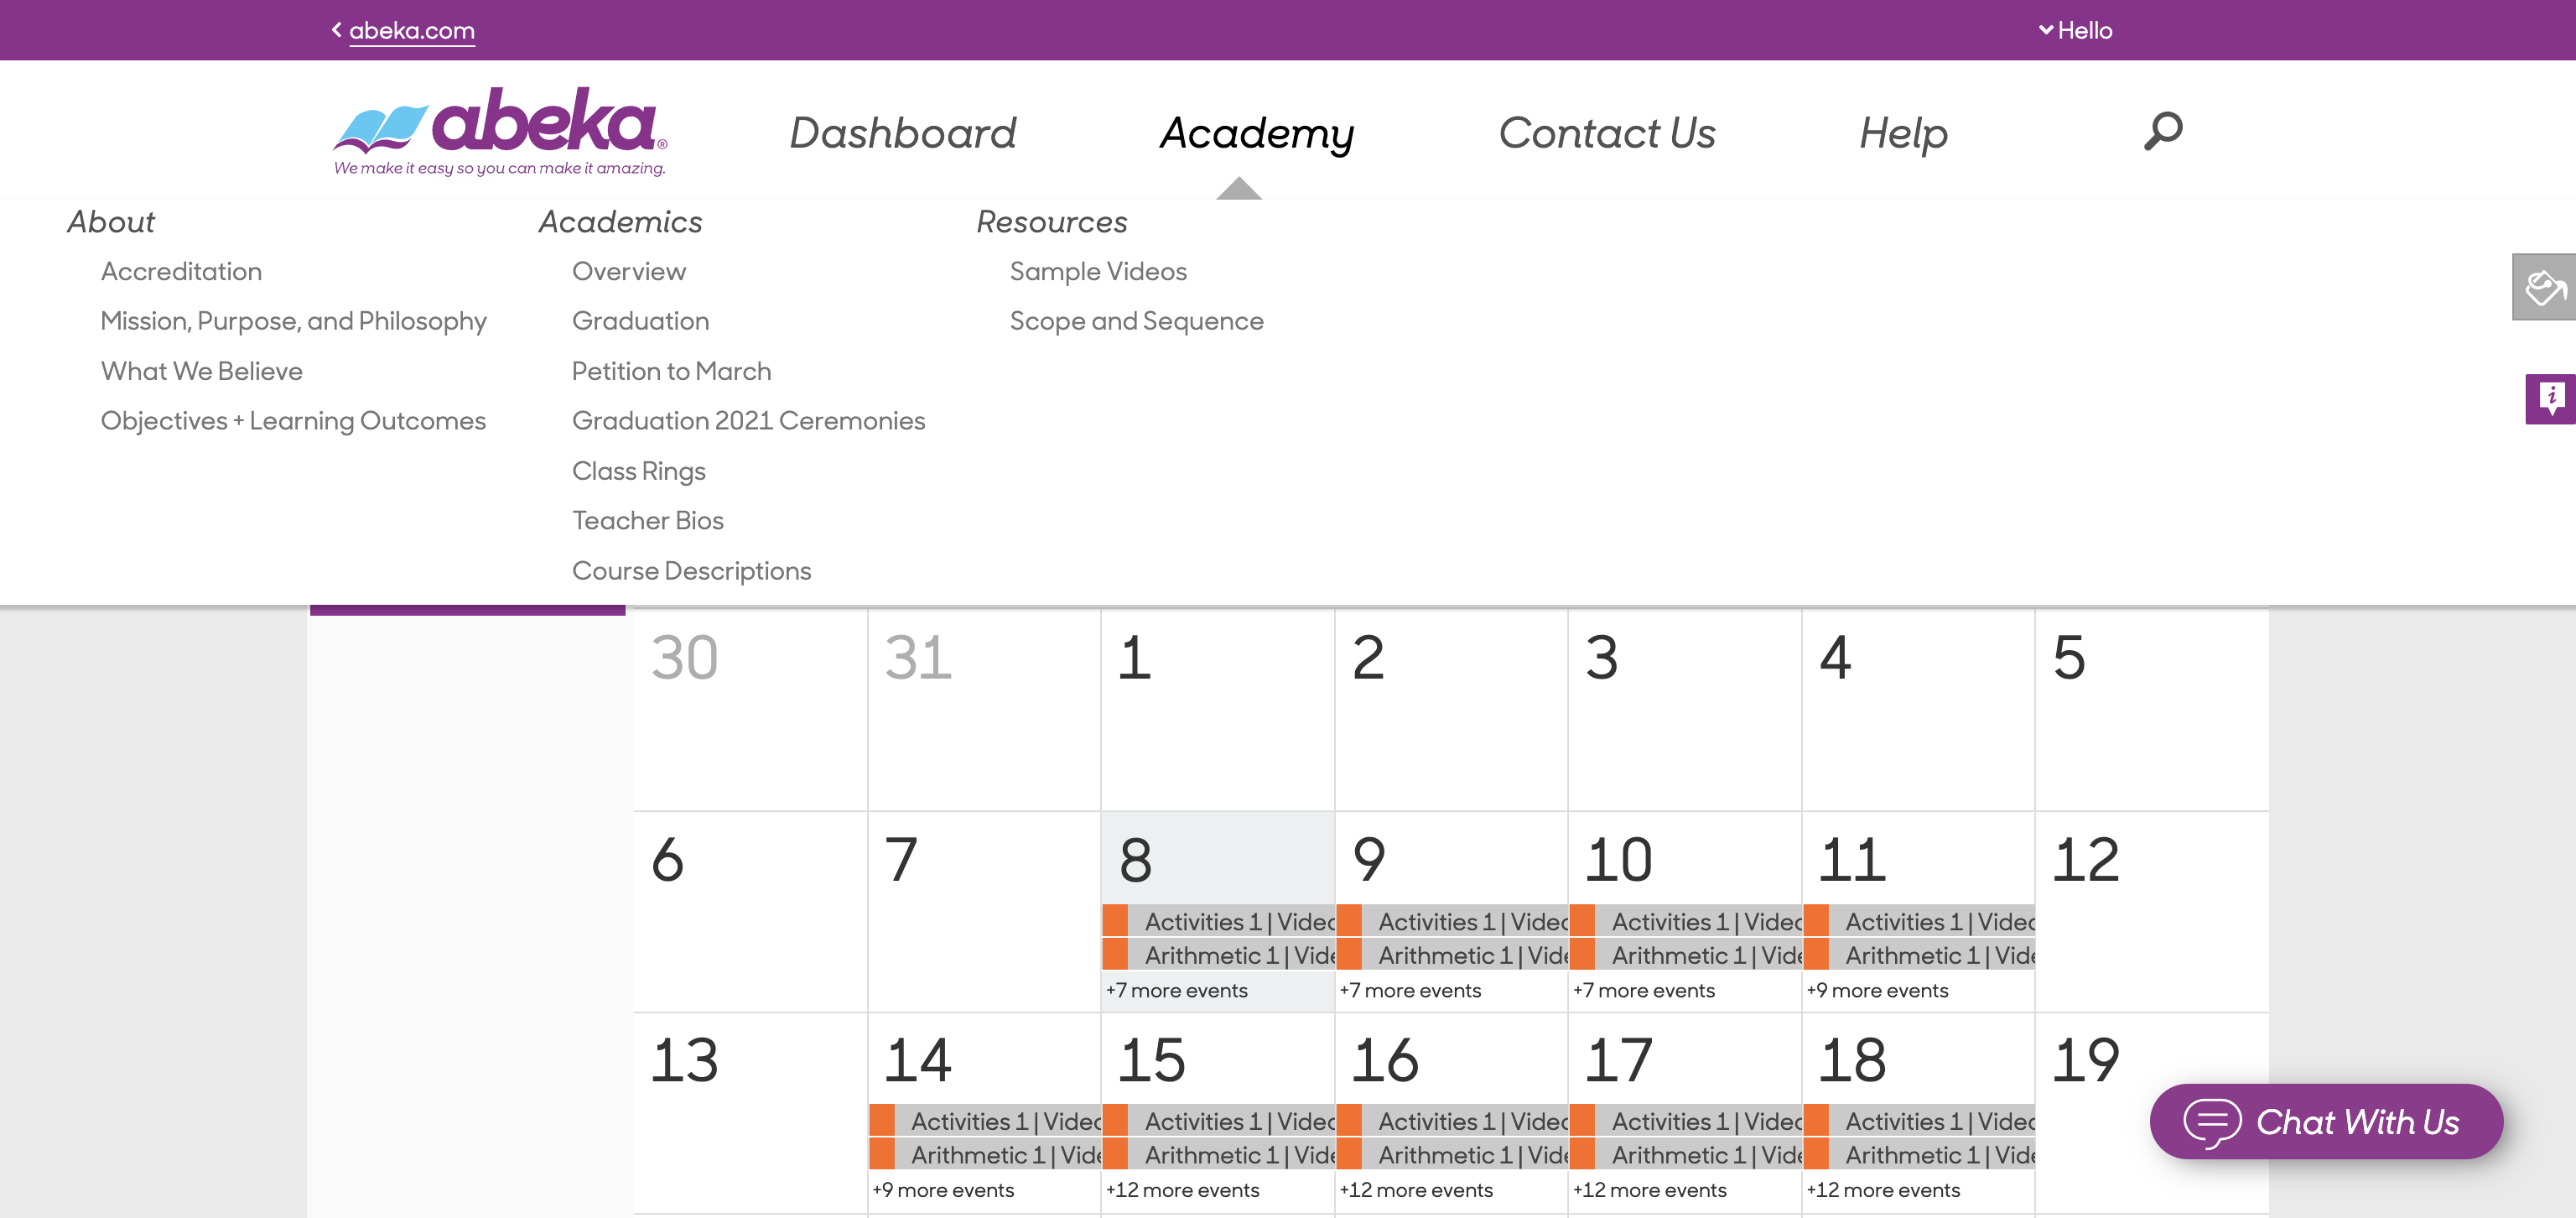 abeka.com
Hello
abeka®
We make it easy so you can make it amazing.
Dashboard
Academy
Contact Us
Help
About
Accreditation
Mission, Purpose, and Philosophy
What We Believe
Objectives + Learning Outcomes
Academics
Overview
Graduation
Petition to March
Graduation 2021 Ceremonies
Class Rings
Teacher Bios
Course Descriptions
Resources
Sample Videos
Scope and Sequence
30 31 1 2 3 4 5
6 7 8 9 10 11 12
Activities 1 | Video Activities 1 | Video Activities 1 | Video Activities 1 | Video
Arithmetic 1 | Vide Arithmetic 1 | Vide Arithmetic 1 | Vide Arithmetic 1 | Vide
+7 more events +7 more events +7 more events +9 more events
13 14 15 16 17 18 19
Activities 1 | Video Activities 1 | Video Activities 1 | Video Activities 1 | Video Activities 1 | Video
Arithmetic 1 | Vide Arithmetic 1 | Vide Arithmetic 1 | Vide Arithmetic 1 | Vide Arithmetic 1 | Vide
+9 more events +12 more events +12 more events +12 more events +12 more events
Chat With Us